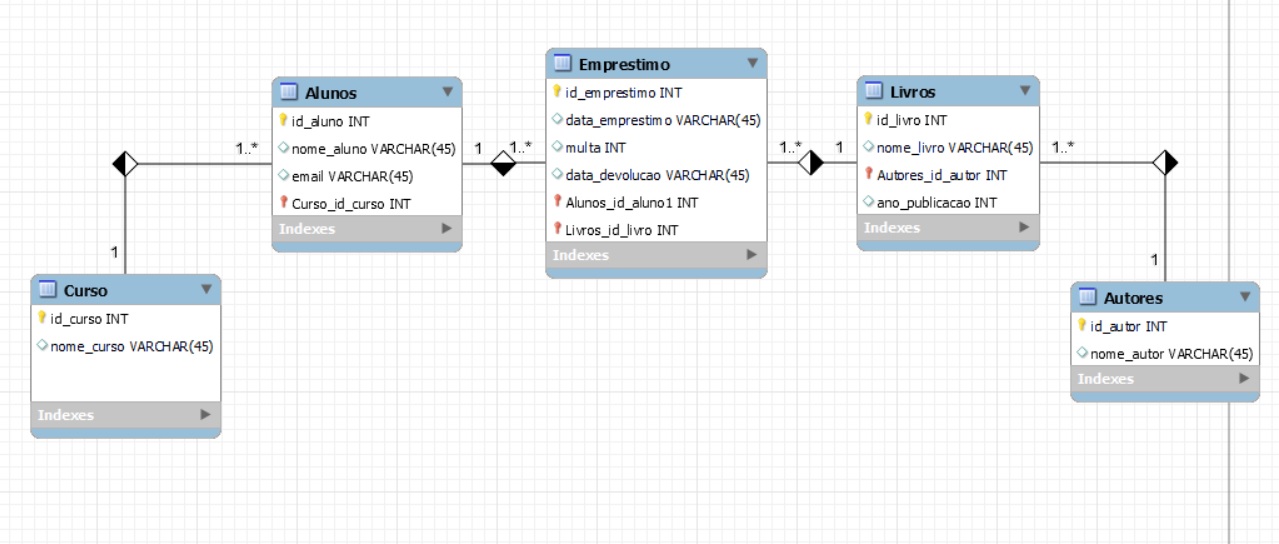 Emprestimo
id_emprestimo INT
data_emprestimo VARCHAR(45)
multa INT
data_devolucao VARCHAR(45)
Alunos_id_aluno1 INT
Livros_id_livro INT
Indexes
Alunos
id_aluno INT
nome_aluno VARCHAR(45)
email VARCHAR(45)
Curso_id_curso INT
Indexes
Livros
id_livro INT
nome_livro VARCHAR(45)
Autores_id_autor INT
ano_publicacao INT
Indexes
1..*
1
1..*
1..*
1
1..*
1
1
Curso
id_curso INT
nome_curso VARCHAR(45)
Indexes
Autores
id_autor INT
nome_autor VARCHAR(45)
Indexes